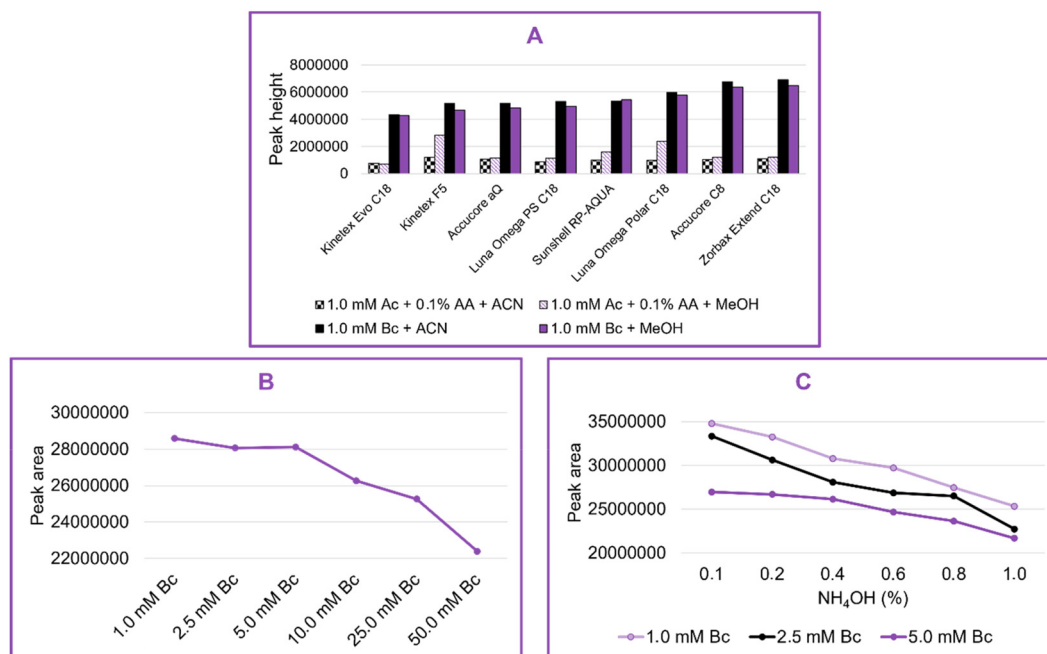 A
Peak height
8000000
6000000
4000000
2000000
0
Kinetex Evo C18
Kinetex F5
Accucore aQ
Luna Omega PS C18
Sunshell RP-AQUA
Luna Omega Polar C18
Accucore C8
Zorbax Extend C18
1.0 mM Ac + 0.1% AA + ACN
1.0 mM Ac + 0.1% AA + MeOH
1.0 mM Bc + ACN
1.0 mM Bc + MeOH
B
Peak area
30000000
28000000
26000000
24000000
22000000
1.0 mM Bc
2.5 mM Bc
5.0 mM Bc
10.0 mM Bc
25.0 mM Bc
50.0 mM Bc
C
Peak area
35000000
30000000
25000000
20000000
0.1 0.2 0.4 0.6 0.8 1.0
NH₄OH (%)
1.0 mM Bc 2.5 mM Bc 5.0 mM Bc